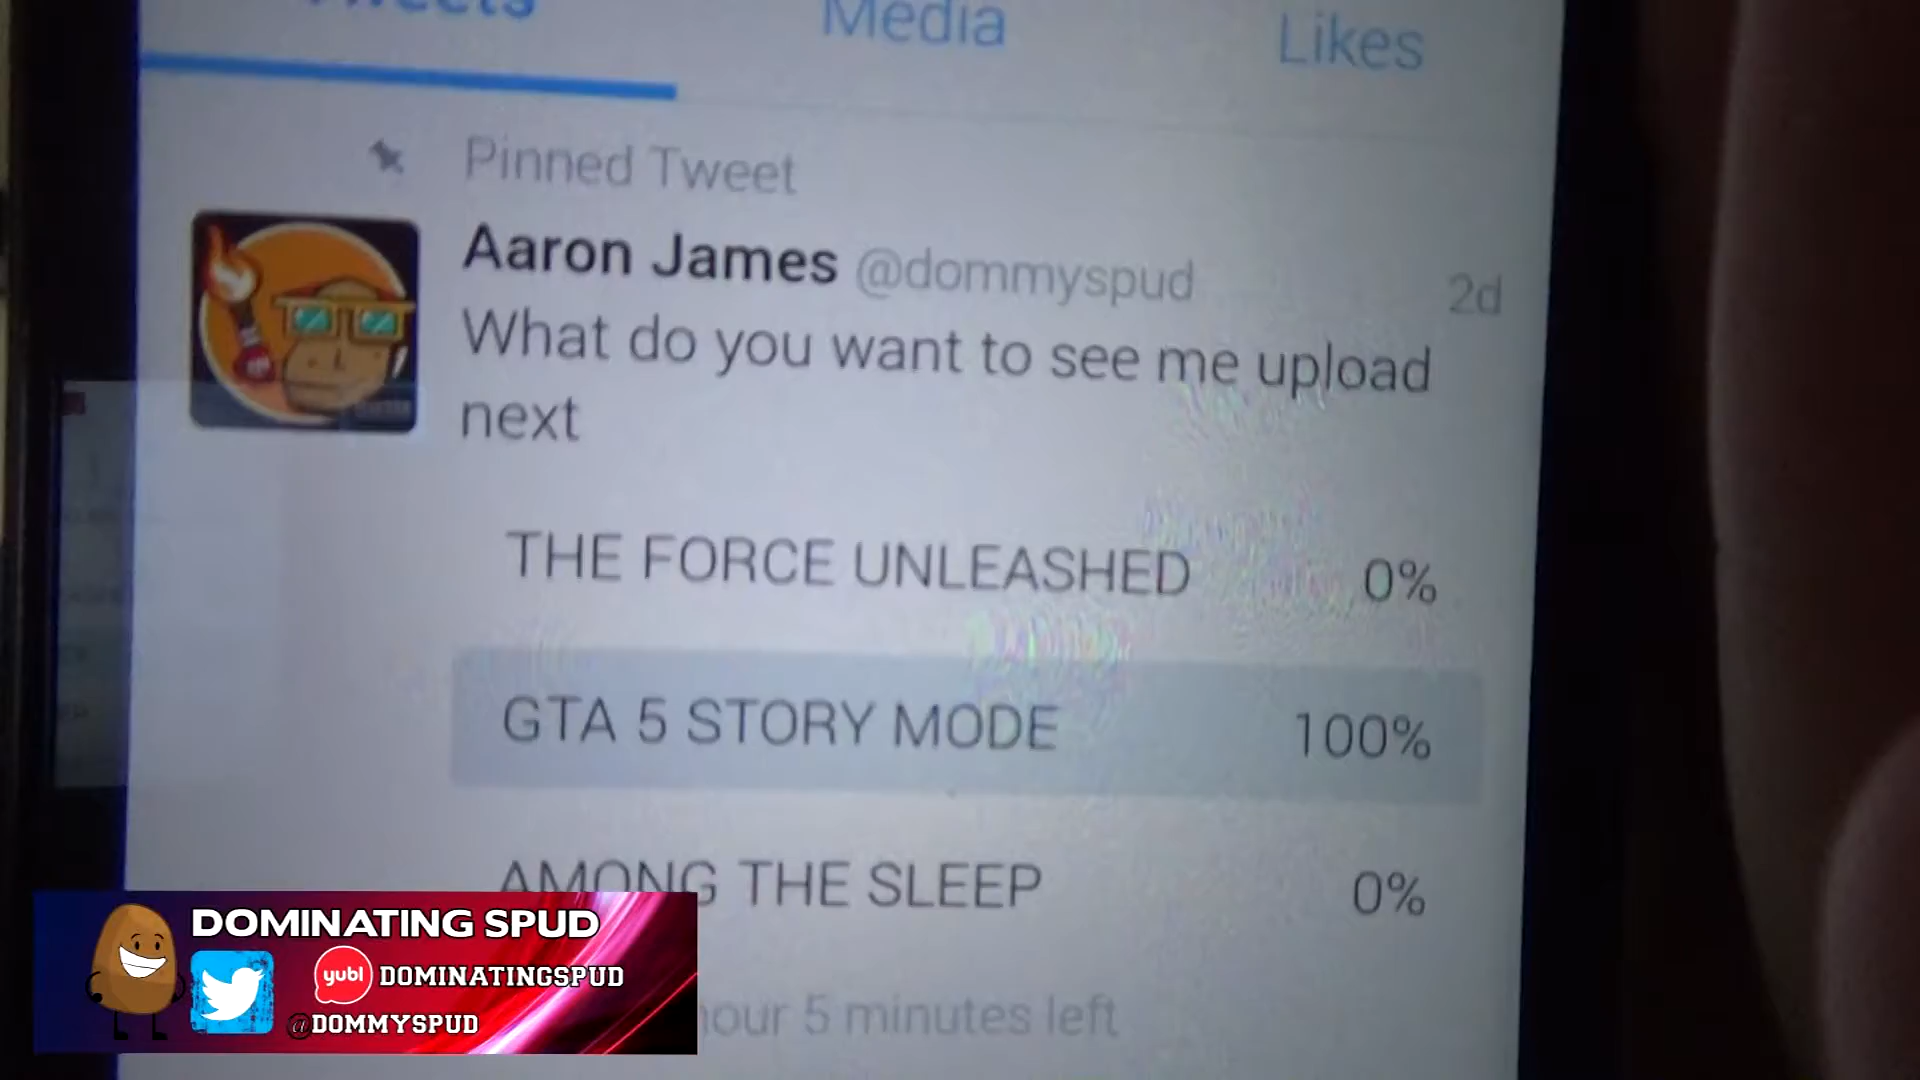 Tweets Media Likes
Pinned Tweet
Aaron James @dommyspud 2d
What do you want to see me upload
next
THE FORCE UNLEASHED 0%
GTA 5 STORY MODE 100%
AMONG THE SLEEP 0%
hour 5 minutes left
DOMINATING SPUD
yubl DOMINATINGSPUD
@DOMMYSPUD